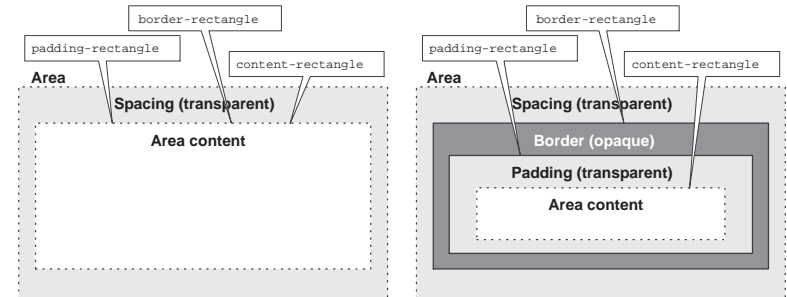 border-rectangle
padding-rectangle
content-rectangle
Area
Spacing (transparent)
Area content
border-rectangle
padding-rectangle
content-rectangle
Area
Spacing (transparent)
Border (opaque)
Padding (transparent)
Area content